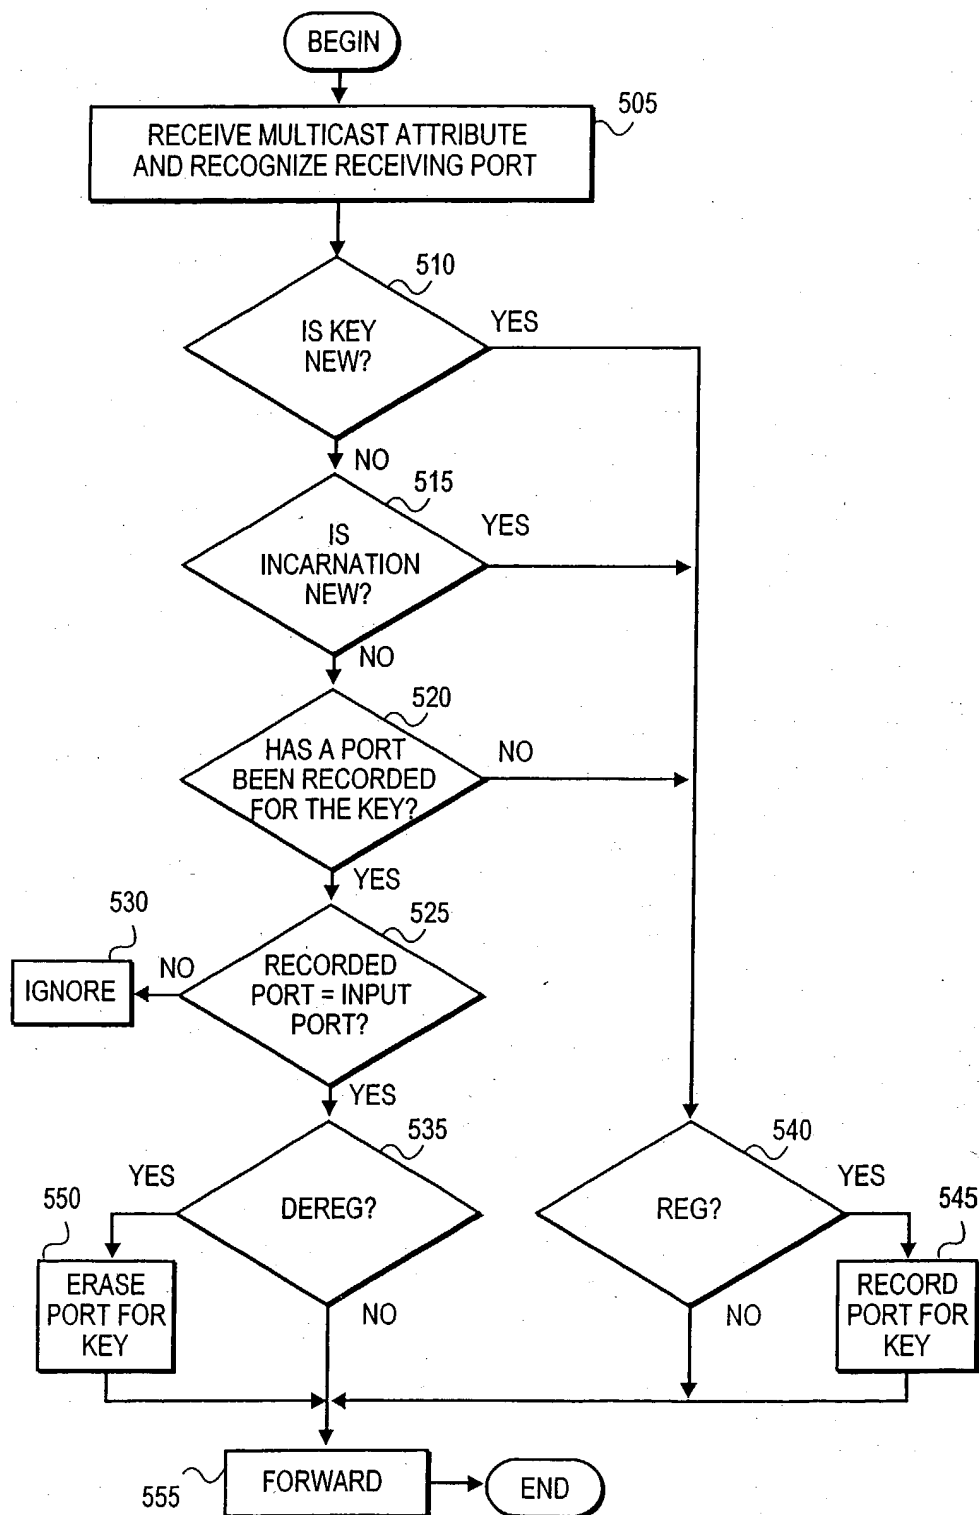 BEGIN
505
RECEIVE MULTICAST ATTRIBUTE
AND RECOGNIZE RECEIVING PORT
510
YES
IS KEY
NEW?
NO
515
YES
IS
INCARNATION
NEW?
NO
520
NO
HAS A PORT
BEEN RECORDED
FOR THE KEY?
YES
530
525
NO
IGNORE
RECORDED
PORT = INPUT
PORT?
YES
535
540
YES
YES
550
DEREG?
REG?
545
ERASE
PORT FOR
KEY
NO
NO
RECORD
PORT FOR
KEY
555
FORWARD
END